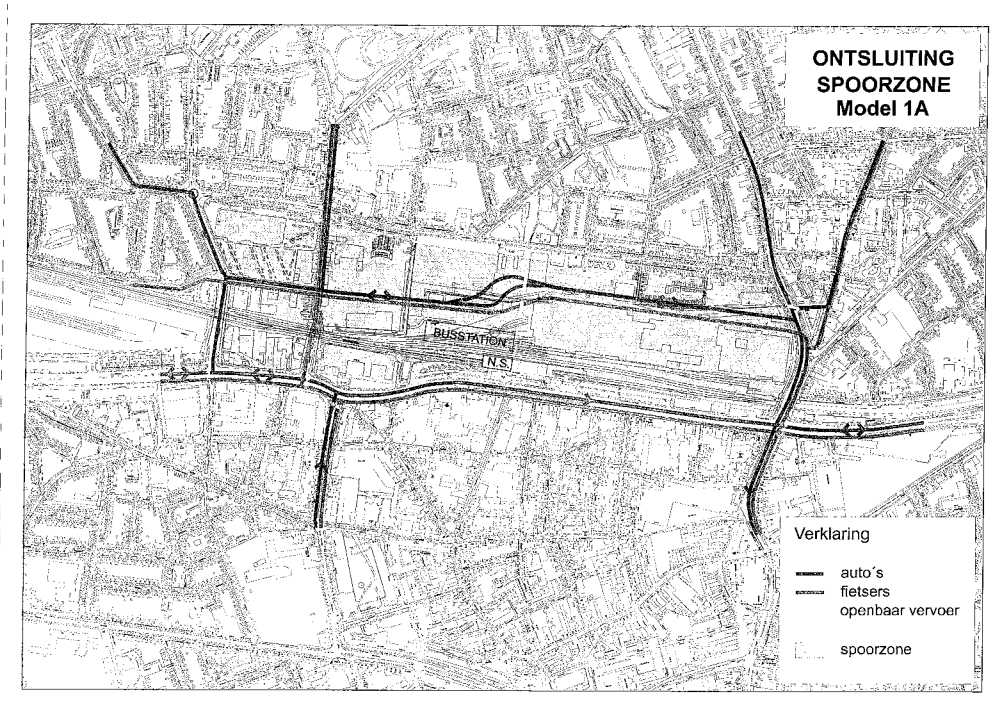 ONTSLUITING
SPOORZONE
Model 1A
BUSSTATION
N.S.
Verklaring
auto´s
fietsers
openbaar vervoer
spoorzone